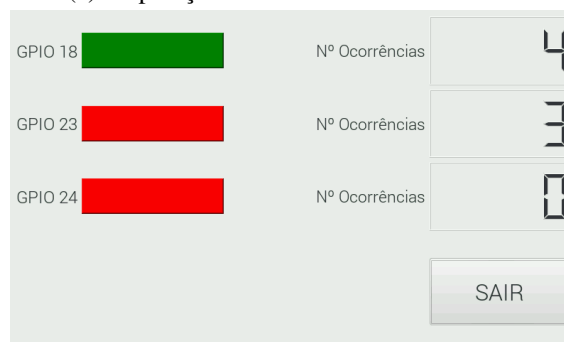 GPIO 18 Nº Ocorrências 4
GPIO 23 Nº Ocorrências 3
GPIO 24 Nº Ocorrências 0
SAIR